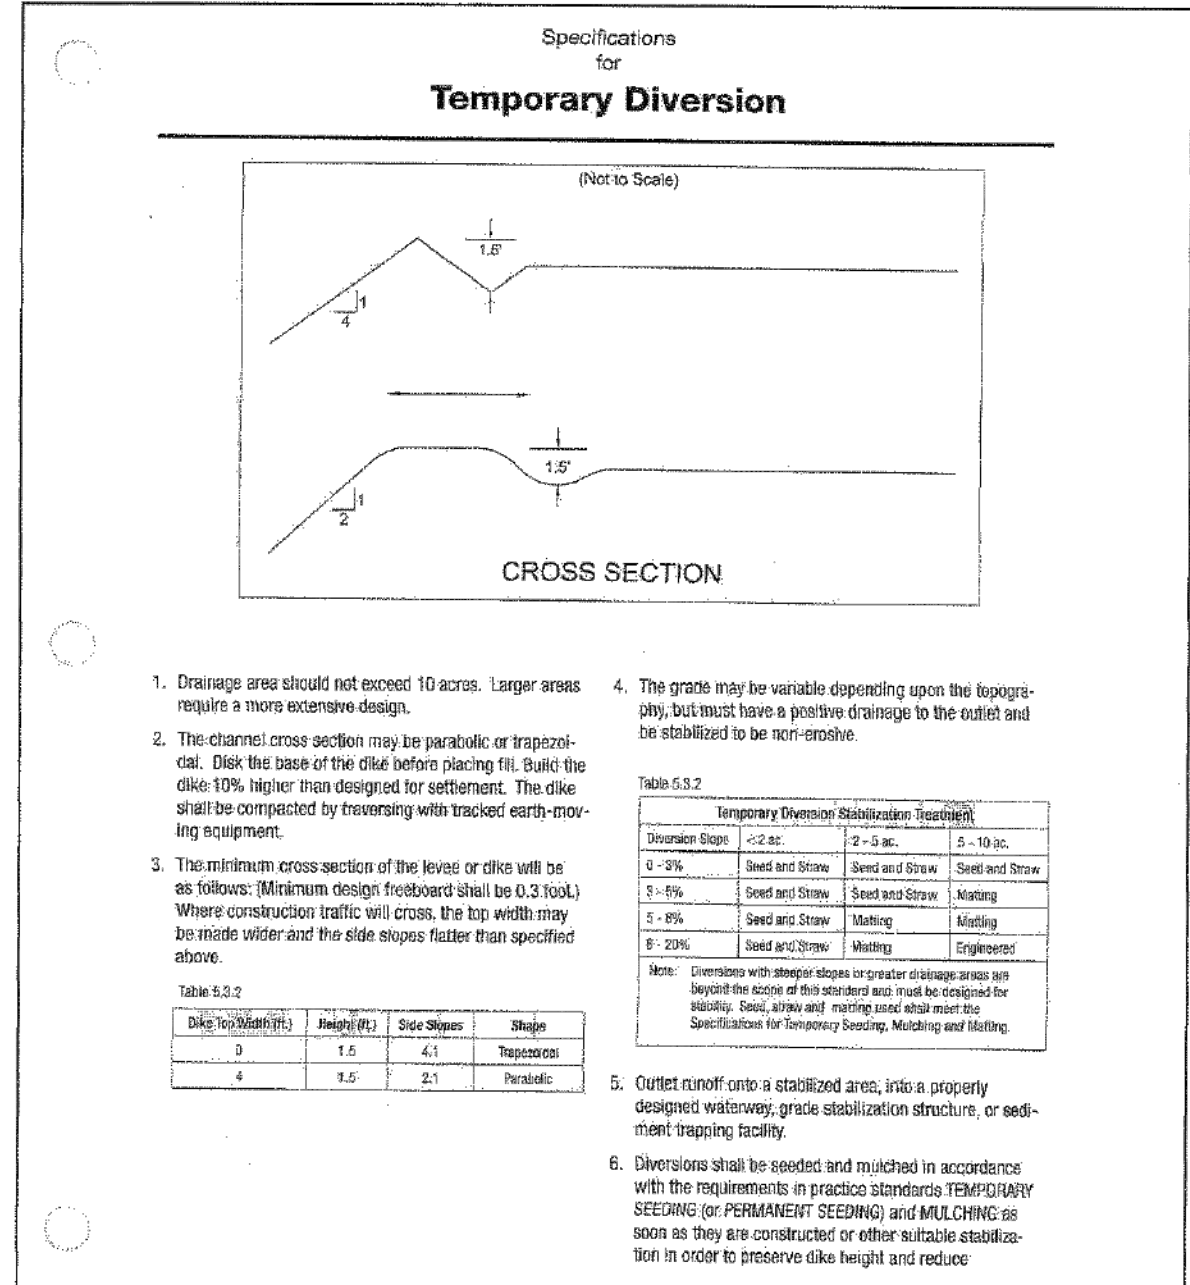 Specifications
for
Temporary Diversion
(Not to Scale)
1.5'
1
4
1.5'
1
2
CROSS SECTION
1. Drainage area should not exceed 10 acres. Larger areas
require a more extensive design.
2. The channel cross section may be parabolic or trapezoi-
dal. Disk the base of the dike before placing fill. Build the
dike 10% higher than designed for settlement. The dike
shall be compacted by traversing with tracked earth-mov-
ing equipment.
3. The minimum cross section of the levee or dike will be
as follows: (Minimum design freeboard shall be 0.3 foot.)
Where construction traffic will cross, the top width may
be made wider and the side slopes flatter than specified
above.
Table 5.3.2
Dike Top Width (ft.) Height (ft.) Side Slopes Shape
0 1.5 4:1 Trapezoidal
4 1.5 2:1 Parabolic
4. The grade may be variable depending upon the topogra-
phy, but must have a positive drainage to the outlet and
be stabilized to be non-erosive.
Table 5.3.2
Temporary Diversion Stabilization Treatment
Diversion Slope < 2 ac. 2 - 5 ac. 5 - 10 ac.
0 - 3% Seed and Straw Seed and Straw Seed and Straw
3 - 5% Seed and Straw Seed and Straw Matting
5 - 8% Seed and Straw Matting Matting
8 - 20% Seed and Straw Matting Engineered
Note: Diversions with steeper slopes or greater drainage areas are
beyond the scope of this standard and must be designed for
stability. Seed, straw and matting used shall meet the
Specifications for Temporary Seeding, Mulching and Matting.
5. Outlet runoff onto a stabilized area, into a properly
designed waterway, grade stabilization structure, or sedi-
ment trapping facility.
6. Diversions shall be seeded and mulched in accordance
with the requirements in practice standards TEMPORARY
SEEDING (or PERMANENT SEEDING) and MULCHING as
soon as they are constructed or other suitable stabiliza-
tion in order to preserve dike height and reduce